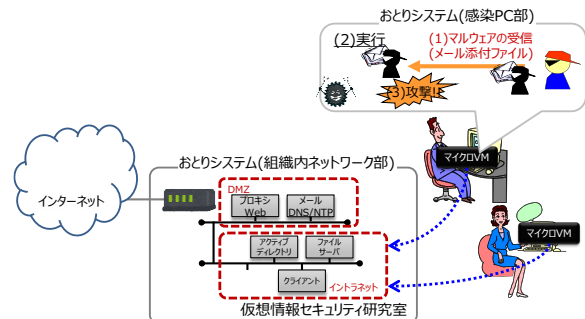 おとりシステム(感染PC部)
(2)実行
(1)マルウェアの受信
(メール添付ファイル)
(3)攻撃!!
マイクロVM
おとりシステム(組織内ネットワーク部)
インターネット
DMZ
プロキシ
Web
メール
DNS/NTP
マイクロVM
アクティブ
ディレクトリ
ファイル
サーバ
クライアント
イントラネット
仮想情報セキュリティ研究室